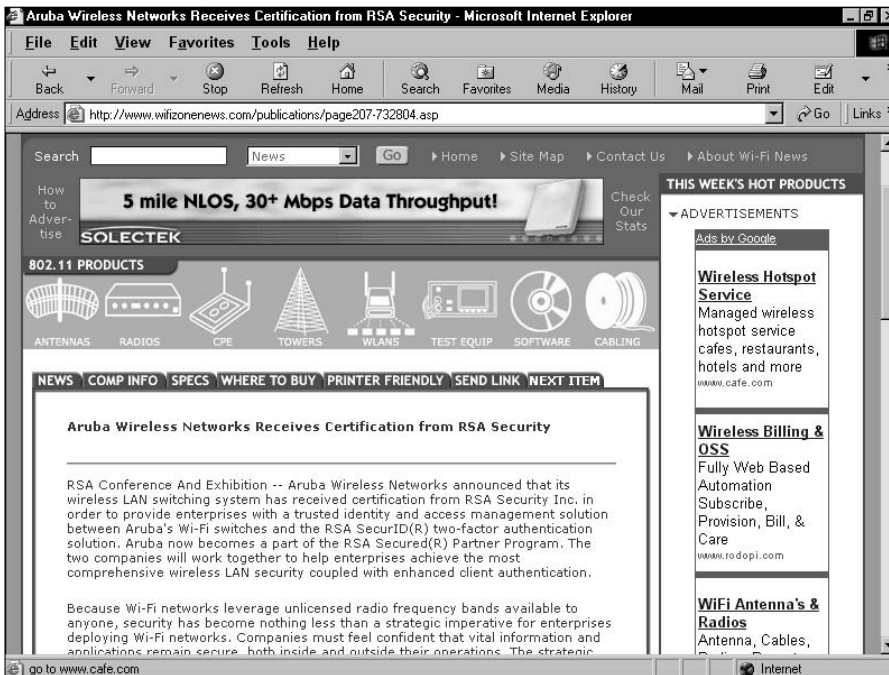 Aruba Wireless Networks Receives Certification from RSA Security - Microsoft Internet Explorer
File Edit View Favorites Tools Help
Back Forward Stop Refresh Home Search Favorites Media History Mail Print Edit
Address http://www.wifizonenews.com/publications/page207-732804.asp Go Links
Search News Go Home Site Map Contact Us About Wi-Fi News
How to Adver-tise
5 mile NLOS, 30+ Mbps Data Throughput!
SOLECTEK
Check Our Stats
802.11 PRODUCTS
ANTENNAS RADIOS CPE TOWERS WLANS TEST EQUIP SOFTWARE CABLING
NEWS COMP INFO SPECS WHERE TO BUY PRINTER FRIENDLY SEND LINK NEXT ITEM
Aruba Wireless Networks Receives Certification from RSA Security
RSA Conference And Exhibition -- Aruba Wireless Networks announced that its
wireless LAN switching system has received certification from RSA Security Inc. in
order to provide enterprises with a trusted identity and access management solution
between Aruba's Wi-Fi switches and the RSA SecurID(R) two-factor authentication
solution. Aruba now becomes a part of the RSA Secured(R) Partner Program. The
two companies will work together to help enterprises achieve the most
comprehensive wireless LAN security coupled with enhanced client authentication.
Because Wi-Fi networks leverage unlicensed radio frequency bands available to
anyone, security has become nothing less than a strategic imperative for enterprises
deploying Wi-Fi networks. Companies must feel confident that vital information and
applications remain secure, both inside and outside their operations. The strategic
THIS WEEK'S HOT PRODUCTS
ADVERTISEMENTS
Ads by Google
Wireless Hotspot
Service
Managed wireless
hotspot service
cafes, restaurants,
hotels and more
www.cafe.com
Wireless Billing &
OSS
Fully Web Based
Automation
Subscribe,
Provision, Bill, &
Care
www.rodopi.com
WiFi Antenna's &
Radios
Antenna, Cables,
go to www.cafe.com
Internet